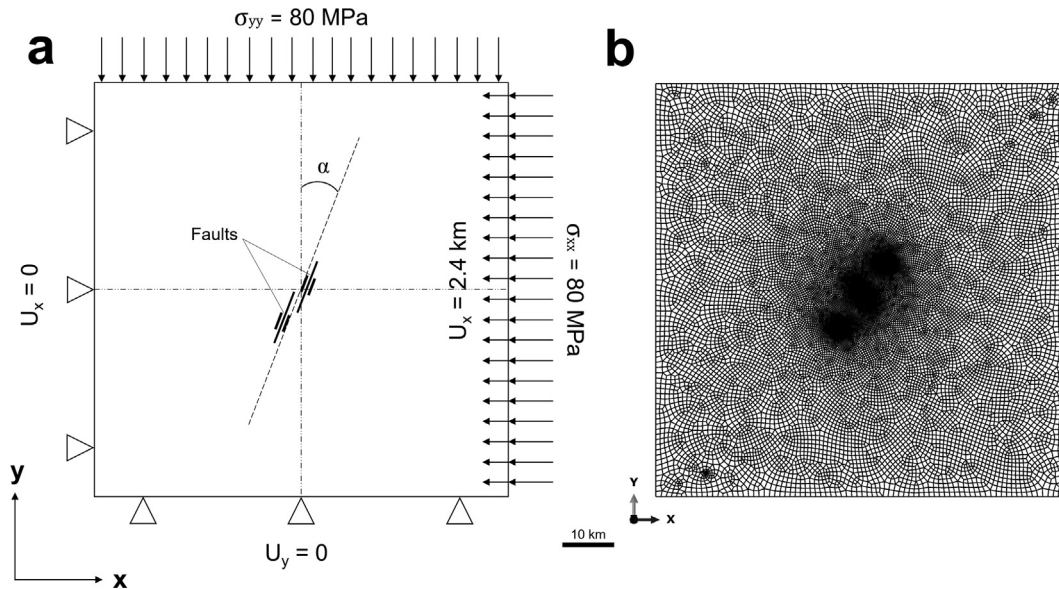 a
σyy = 80 MPa
b
α
Faults
Ux = 0
Ux = 2.4 km
σxx = 80 MPa
y
x
Uy = 0
10 km
Y
X